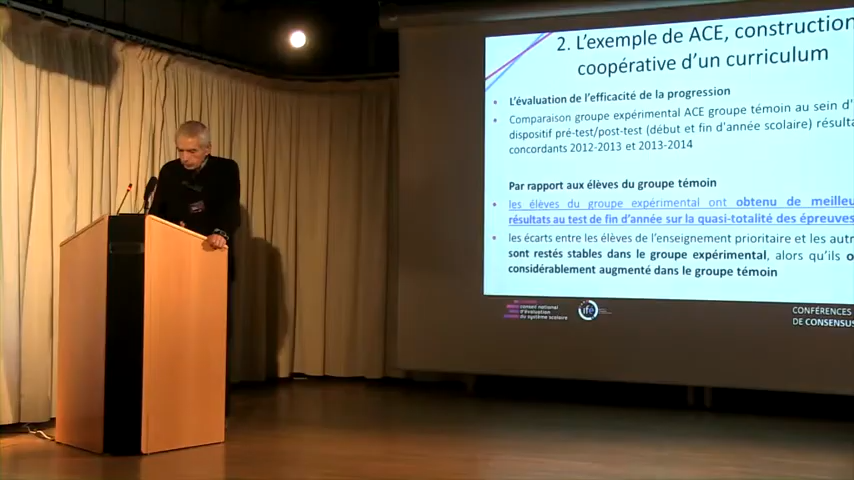 2. L'exemple de ACE, construction
coopérative d'un curriculum
• L'évaluation de l'efficacité de la progression
• Comparaison groupe expérimental ACE groupe témoin au sein d'
dispositif pré-test/post-test (début et fin d'année scolaire) résulta
concordants 2012-2013 et 2013-2014
Par rapport aux élèves du groupe témoin
• les élèves du groupe expérimental ont obtenu de meilleu
résultats au test de fin d'année sur la quasi-totalité des épreuves
• les écarts entre les élèves de l'enseignement prioritaire et les autr
sont restés stables dans le groupe expérimental, alors qu'ils o
considérablement augmenté dans le groupe témoin
conseil national
d'évaluation
du système scolaire
ifé
CONFÉRENCES
DE CONSENSUS